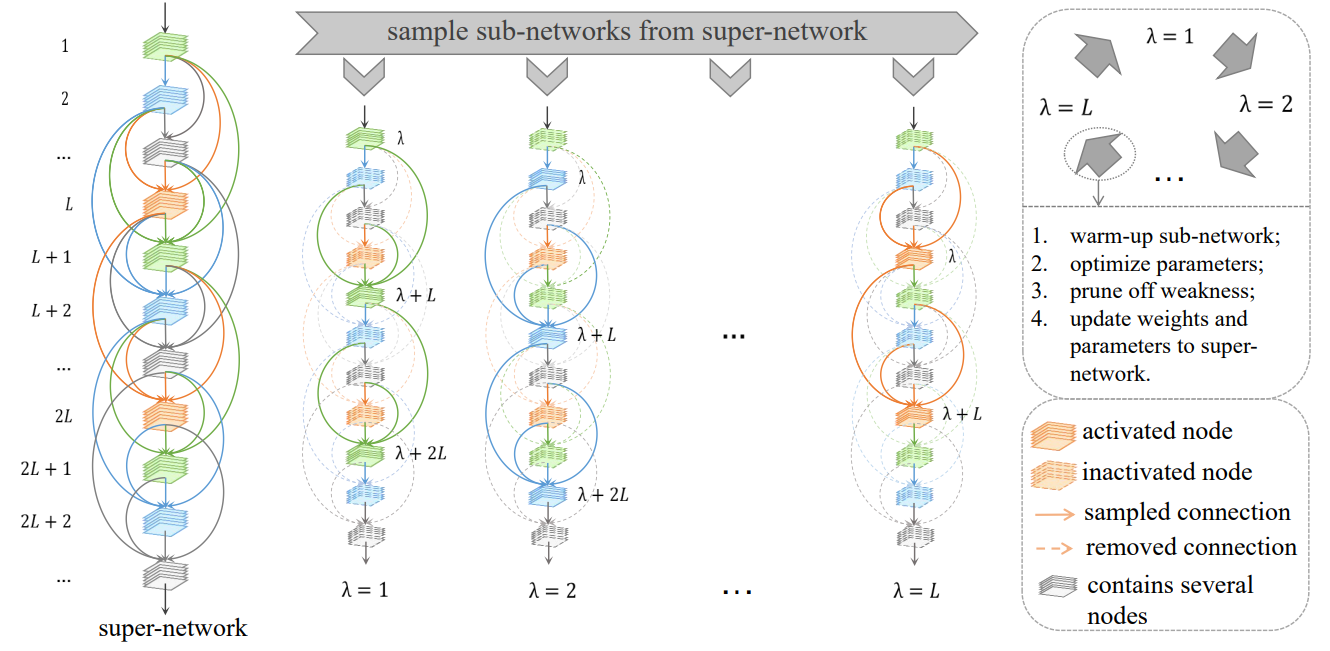 1
2
...
L
L + 1
L + 2
...
2L
2L + 1
2L + 2
...
super-network
sample sub-networks from super-network
λ
λ + L
λ + 2L
λ = 1
λ
λ + L
λ + 2L
λ = 2
...
...
λ
λ + L
λ = L
λ = 1
λ = 2
λ = L
...
1. warm-up sub-network;
2. optimize parameters;
3. prune off weakness;
4. update weights and
parameters to super-
network.
activated node
inactivated node
sampled connection
removed connection
contains several
nodes